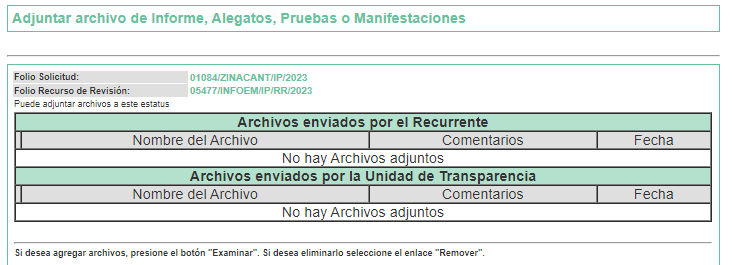 Adjuntar archivo de Informe, Alegatos, Pruebas o Manifestaciones
Folio Solicitud: 01084/ZINACANT/IP/2023
Folio Recurso de Revisión: 05477/INFOEM/IP/RR/2023
Puede adjuntar archivos a este estatus
Archivos enviados por el Recurrente
Nombre del Archivo Comentarios Fecha
No hay Archivos adjuntos
Archivos enviados por la Unidad de Transparencia
Nombre del Archivo Comentarios Fecha
No hay Archivos adjuntos
Si desea agregar archivos, presione el botón "Examinar". Si desea eliminarlo seleccione el enlace "Remover".